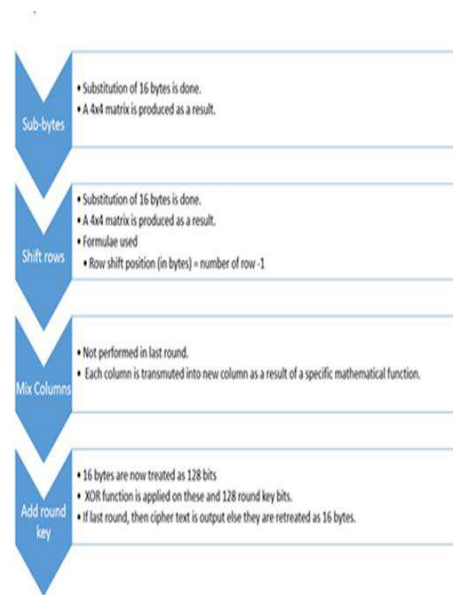 Sub-bytes
• Substitution of 16 bytes is done.
• A 4x4 matrix is produced as a result.
Shift rows
• Substitution of 16 bytes is done.
• A 4x4 matrix is produced as a result.
• Formulae used
• Row shift position (in bytes) = number of row -1
Mix Columns
• Not performed in last round.
• Each column is transmuted into new column as a result of a specific mathematical function.
Add round
key
• 16 bytes are now treated as 128 bits
• XOR function is applied on these and 128 round key bits.
• If last round, then cipher text is output else they are retreated as 16 bytes.